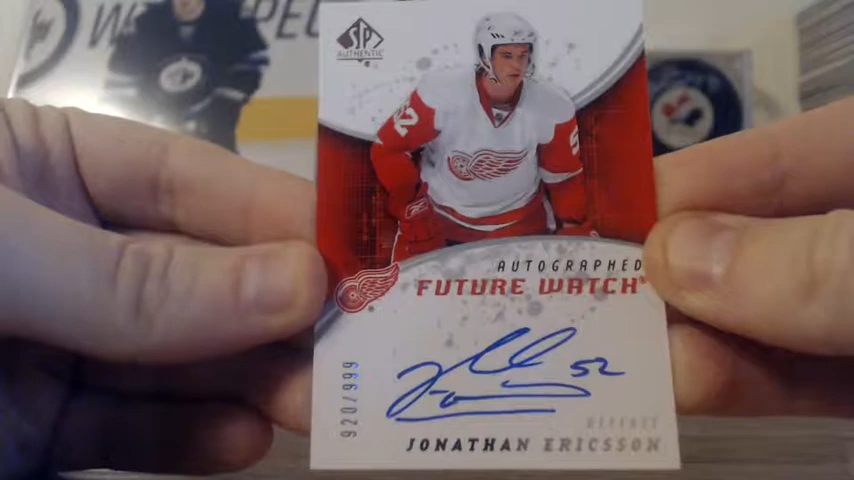 SP
AUTHENTIC
52
AUTOGRAPHED
FUTURE WATCH
52
920/999
DEFENSE
JONATHAN ERICSSON